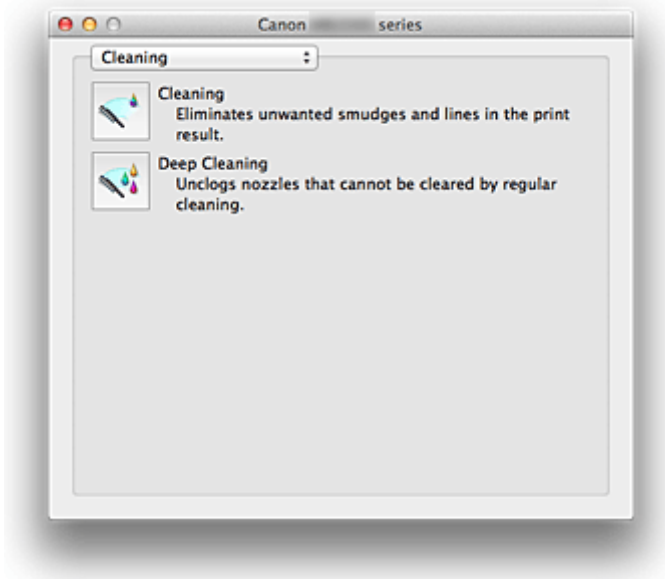 Canon series
Cleaning
Cleaning
Eliminates unwanted smudges and lines in the print
result.
Deep Cleaning
Unclogs nozzles that cannot be cleared by regular
cleaning.